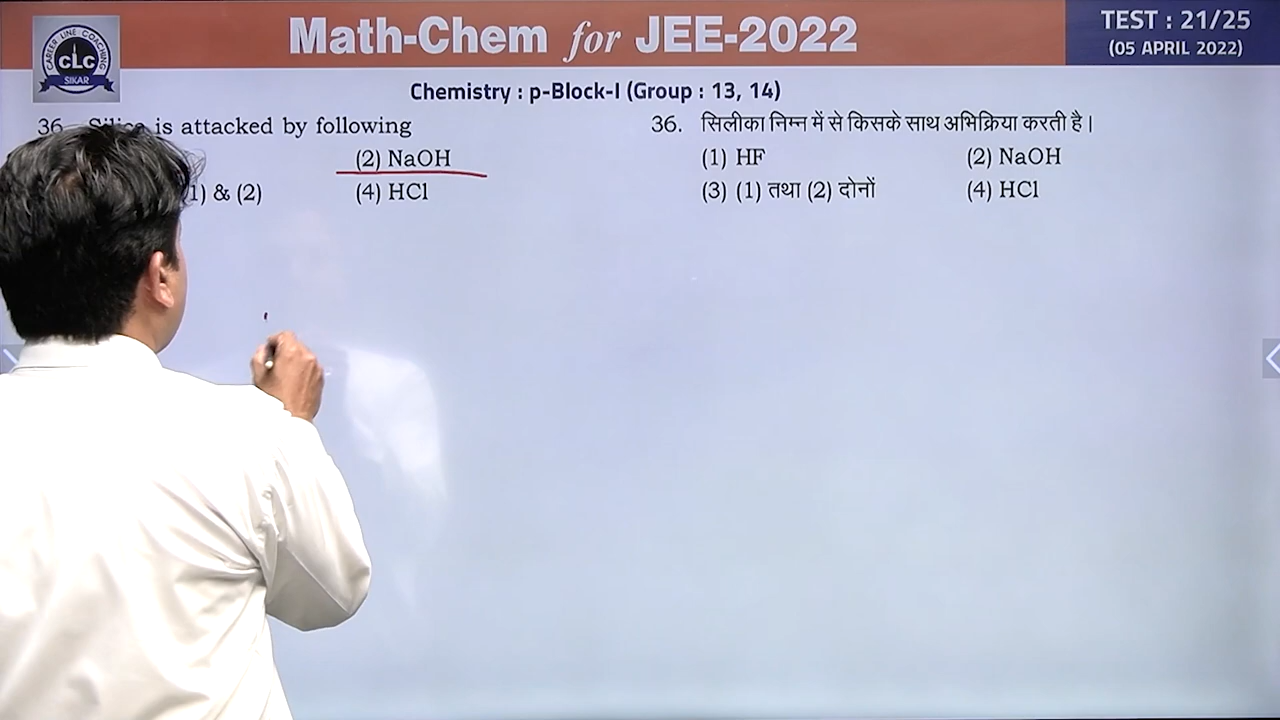 Math-Chem for JEE-2022
TEST : 21/25
(05 APRIL 2022)
CAREER LINE COACHING
CLC
SIKAR
Chemistry : p-Block-I (Group : 13, 14)
36. Silica is attacked by following
(2) NaOH
1) & (2)
(4) HCl
36. सिलीका निम्न में से किसके साथ अभिक्रिया करती है।
(1) HF
(2) NaOH
(3) (1) तथा (2) दोनों
(4) HCl